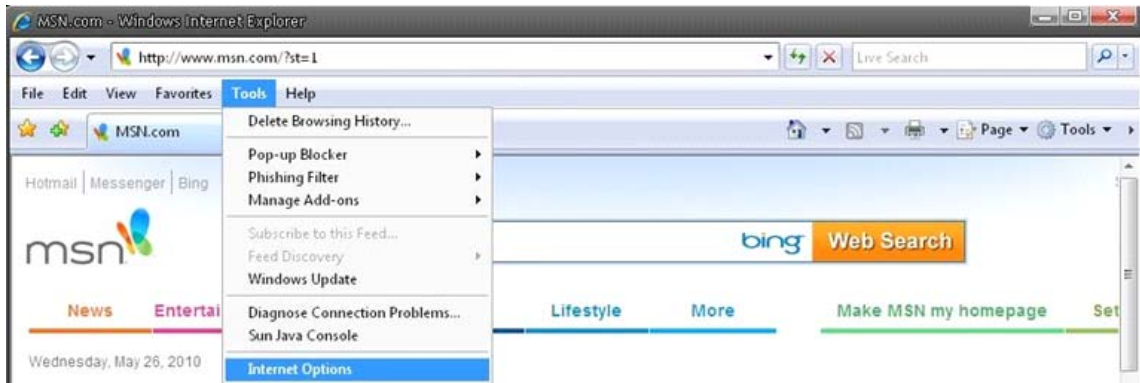 MSN.com - Windows Internet Explorer
http://www.msn.com/?st=1
Live Search
File Edit View Favorites Tools Help
MSN.com
Page Tools
Delete Browsing History...
Pop-up Blocker
Phishing Filter
Manage Add-ons
Subscribe to this Feed...
Feed Discovery
Windows Update
Diagnose Connection Problems...
Sun Java Console
Internet Options
Hotmail | Messenger | Bing
msn
bing Web Search
News Entertai Lifestyle More Make MSN my homepage Set
Wednesday, May 26, 2010